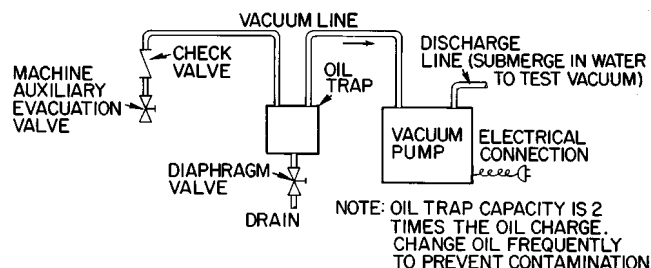 VACUUM LINE
CHECK
VALVE
MACHINE
AUXILIARY
EVACUATION
VALVE
OIL
TRAP
DISCHARGE
LINE (SUBMERGE IN WATER
TO TEST VACUUM)
VACUUM
PUMP
ELECTRICAL
CONNECTION
DIAPHRAGM
VALVE
DRAIN
NOTE: OIL TRAP CAPACITY IS 2
TIMES THE OIL CHARGE.
CHANGE OIL FREQUENTLY
TO PREVENT CONTAMINATION